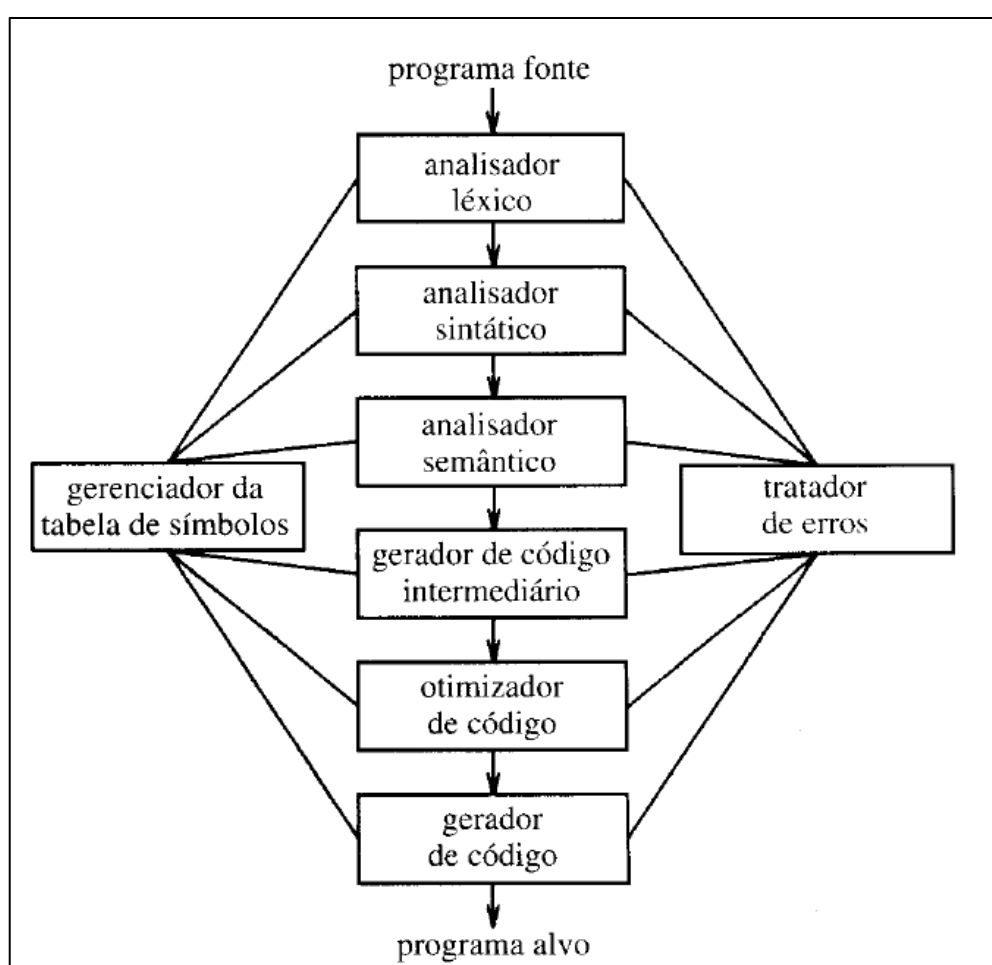 programa fonte
analisador
léxico
analisador
sintático
analisador
semântico
gerenciador da
tabela de símbolos
tratador
de erros
gerador de código
intermediário
otimizador
de código
gerador
de código
programa alvo